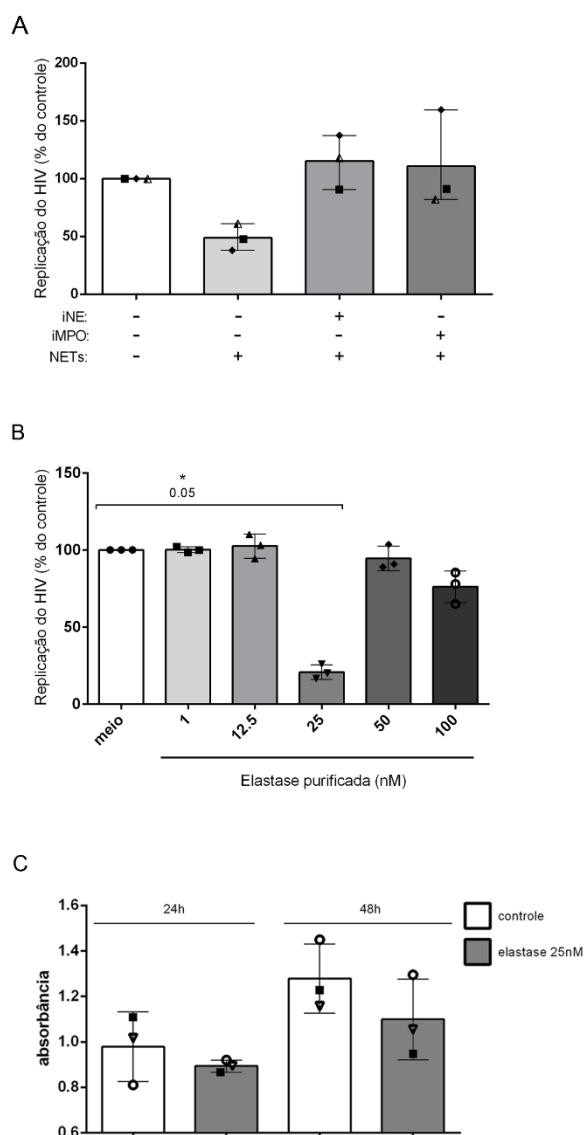 A
Replicação do HIV (% do controle)
200
150
100
50
0
iNE: - - + -
iMPO: - - - +
NETs: - + + +
B
Replicação do HIV (% do controle)
150
100
50
0
*
0.05
meio 1 12.5 25 50 100
Elastase purificada (nM)
C
absorbância
1.6
1.4
1.2
1.0
0.8
0.6
24h 48h
controle
elastase 25nM